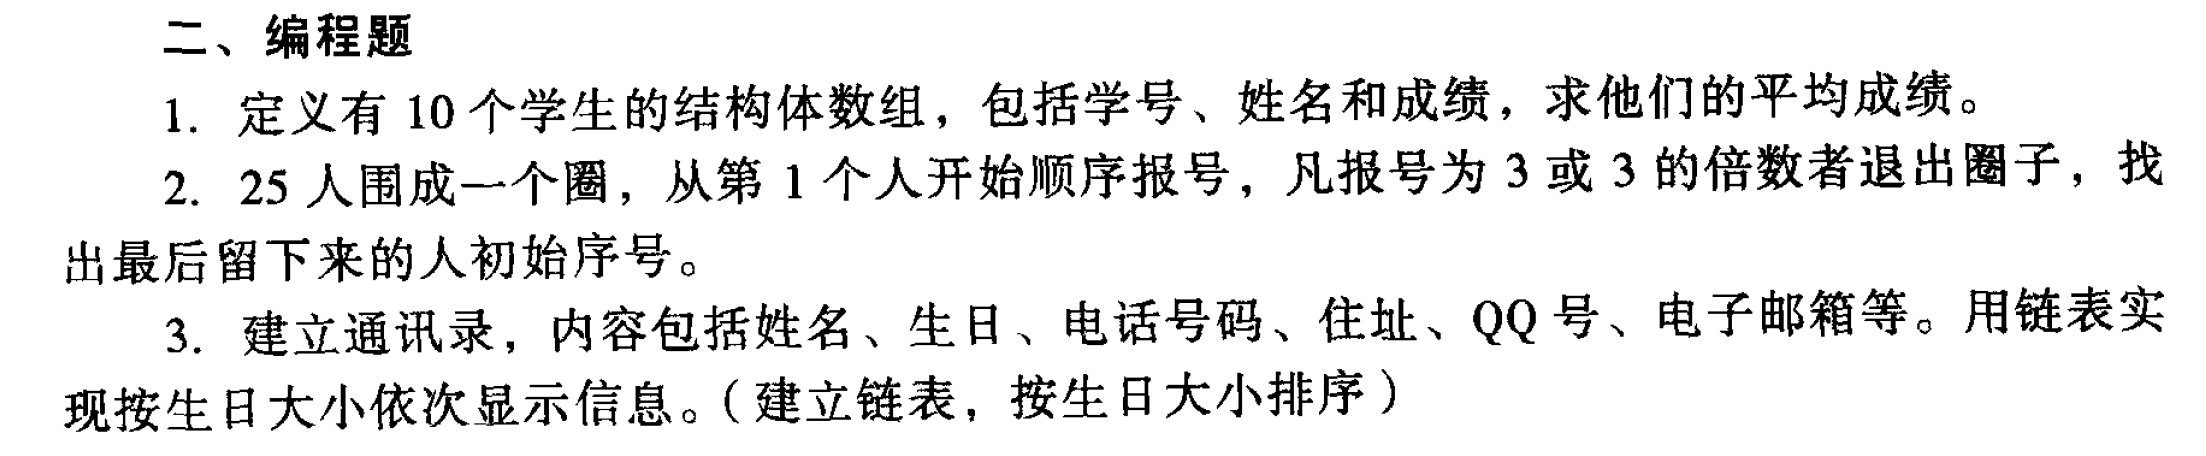 二、编程题
1. 定义有 10 个学生的结构体数组，包括学号、姓名和成绩，求他们的平均成绩。
2. 25 人围成一个圈，从第 1 个人开始顺序报号，凡报号为 3 或 3 的倍数者退出圈子，找
出最后留下来的人初始序号。
3. 建立通讯录，内容包括姓名、生日、电话号码、住址、QQ 号、电子邮箱等。用链表实
现按生日大小依次显示信息。（建立链表，按生日大小排序）